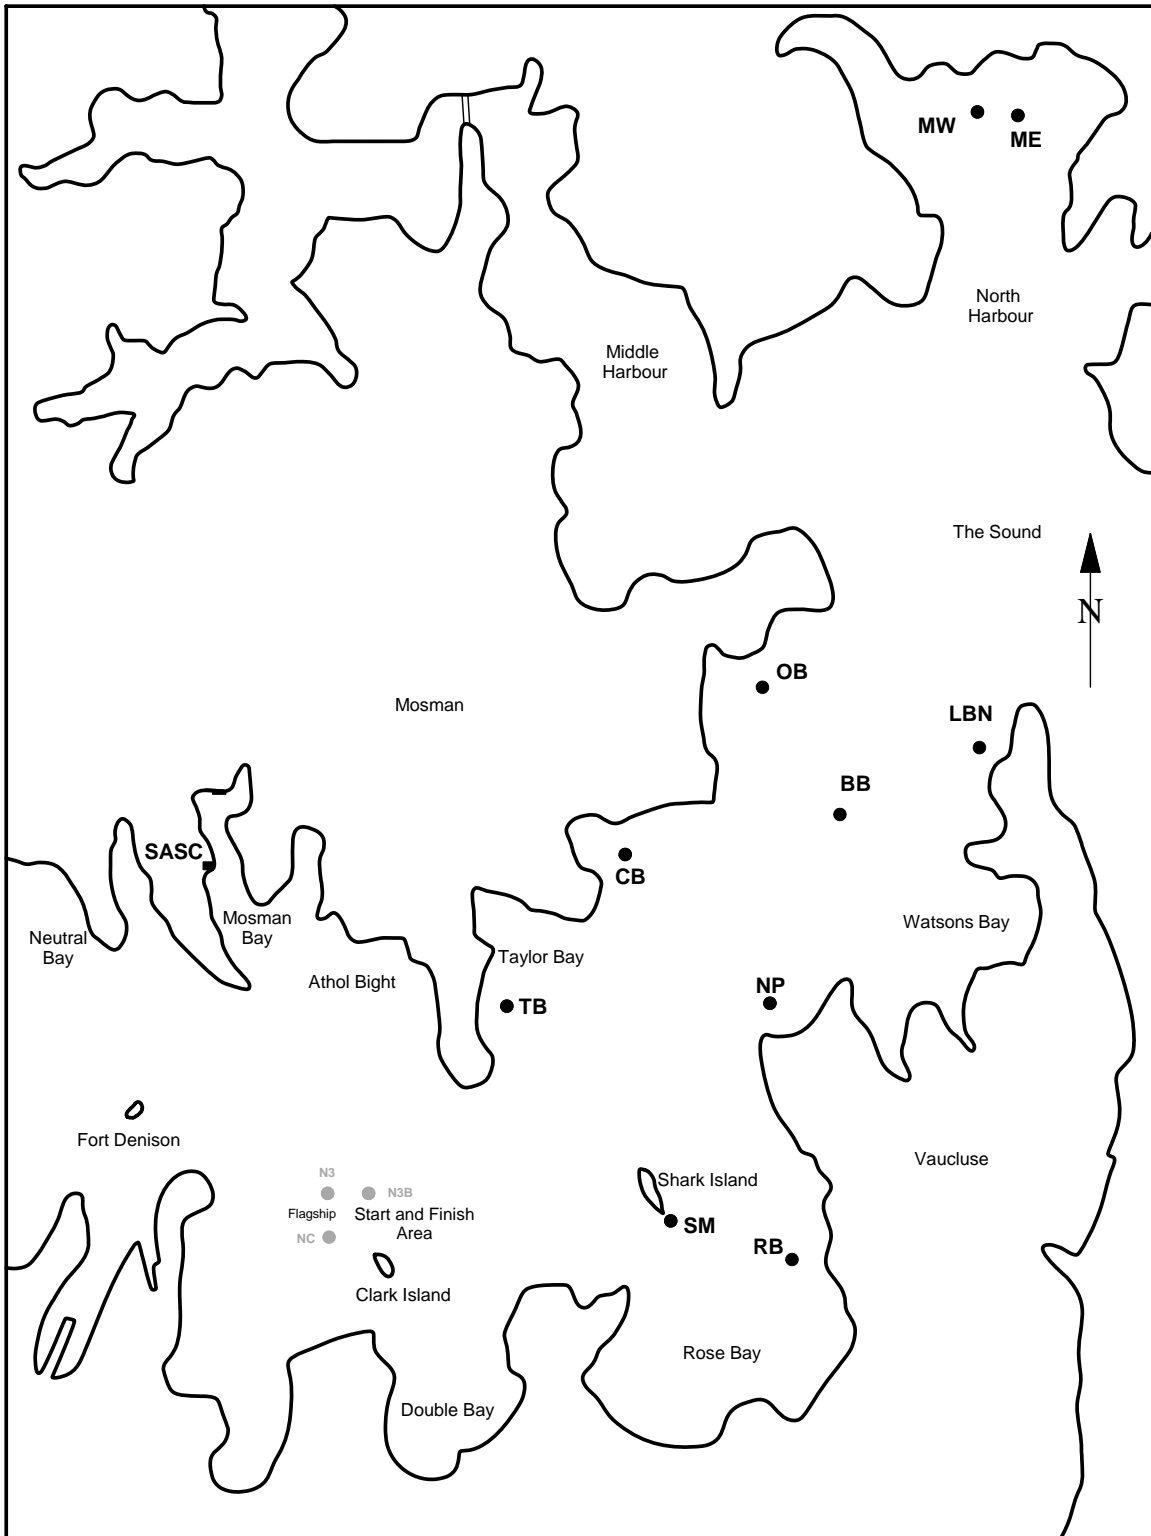 MW
ME
North
Harbour
Middle
Harbour
The Sound
N
OB
Mosman
LBN
BB
SASC
CB
Mosman
Bay
Watsons Bay
Neutral
Bay
Taylor Bay
Athol Bight
NP
TB
Fort Denison
Vaucluse
N3
Shark Island
N3B
Flagship
Start and Finish
Area
SM
NC
RB
Clark Island
Rose Bay
Double Bay